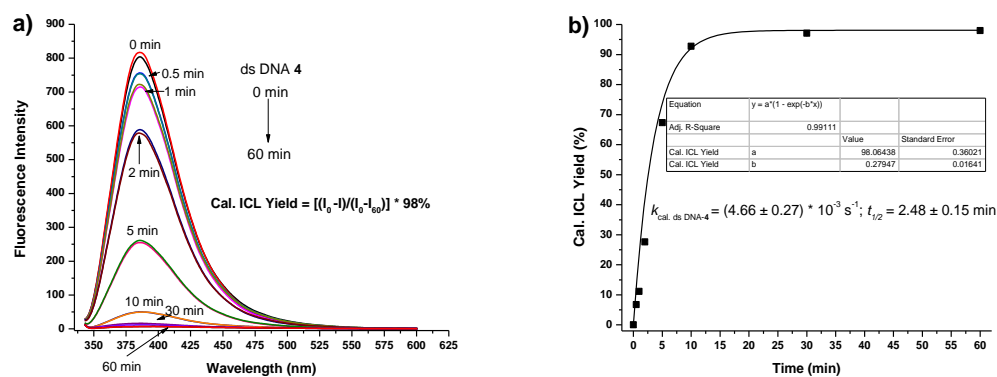 a)
900
800
700
600
500
400
300
200
100
0
350 375 400 425 450 475 500 525 550 575 600 625
Fluorescence Intensity
Wavelength (nm)
0 min
0.5 min
1 min
2 min
5 min
10 min
30 min
60 min
ds DNA 4
0 min
60 min
Cal. ICL Yield = [(I₀-I)/(I₀-I₆₀)] * 98%
b)
100
90
80
70
60
50
40
30
20
10
0
0 5 10 15 20 25 30 35 40 45 50 55 60
Cal. ICL Yield (%)
Time (min)
Equation y = a*(1 - exp(-b*x))
Adj. R-Square 0.99111
Value Standard Error
Cal. ICL Yield a 98.06438 0.36021
Cal. ICL Yield b 0.27947 0.01641
k cal. ds DNA-4 = (4.66 ± 0.27) * 10⁻³ s⁻¹; t₁/₂ = 2.48 ± 0.15 min